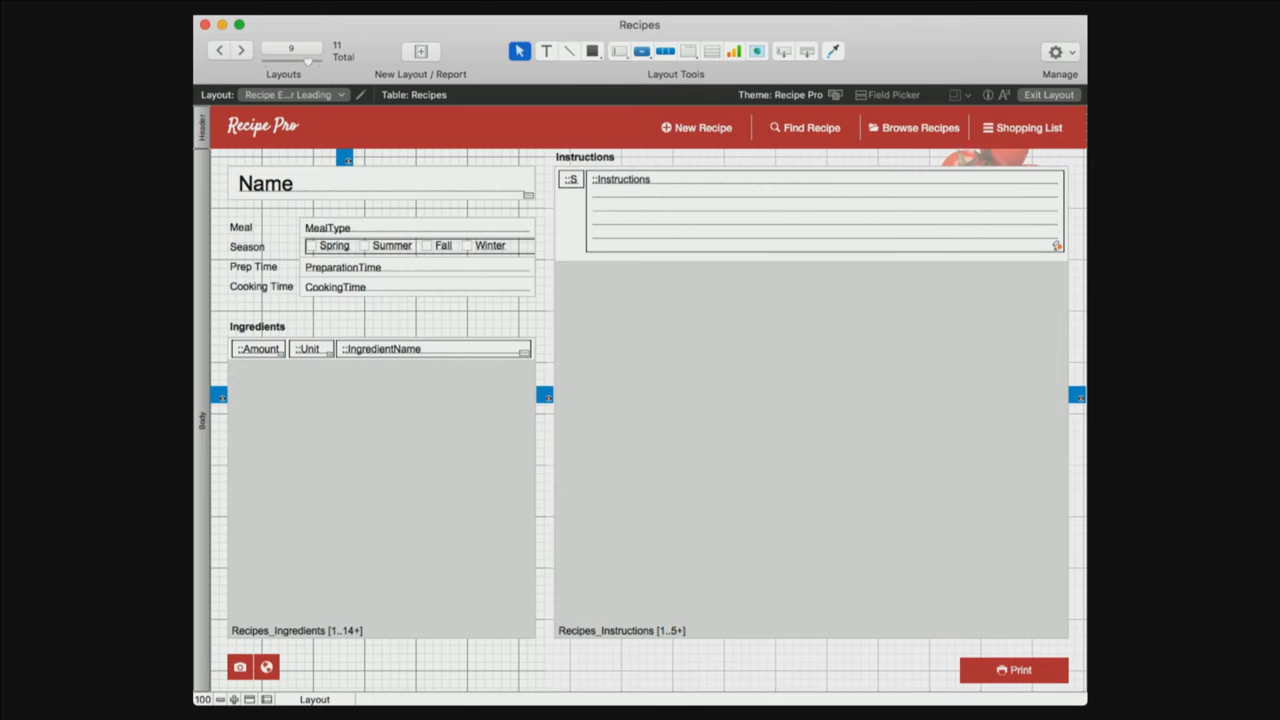 Recipes
9
11
Total
Layouts
New Layout / Report
Layout Tools
Manage
Layout: Recipe E...r Leading
Table: Recipes
Theme: Recipe Pro
Field Picker
Exit Layout
Header
Recipe Pro
New Recipe
Find Recipe
Browse Recipes
Shopping List
Instructions
Name
::S
::Instructions
Meal
MealType
Season
Spring
Summer
Fall
Winter
Prep Time
PreparationTime
Cooking Time
CookingTime
Ingredients
::Amount
::Unit
::IngredientName
Body
Recipes_Ingredients [1..14+]
Recipes_Instructions [1..5+]
Print
100
Layout